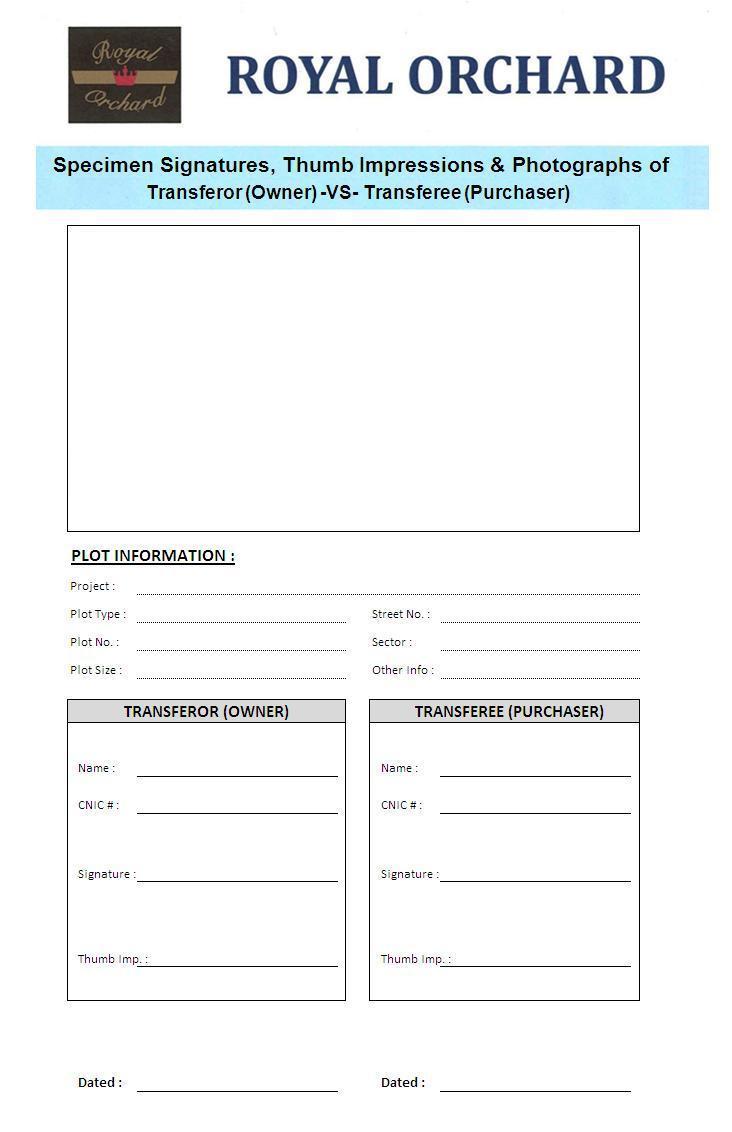 Royal
Orchard
ROYAL ORCHARD
Specimen Signatures, Thumb Impressions & Photographs of
Transferor (Owner) -VS- Transferee (Purchaser)
PLOT INFORMATION :
Project :
Plot Type : Street No. :
Plot No. : Sector :
Plot Size : Other Info :
TRANSFEROR (OWNER) TRANSFEREE (PURCHASER)
Name : Name :
CNIC # : CNIC # :
Signature : Signature :
Thumb Imp. : Thumb Imp. :
Dated : Dated :